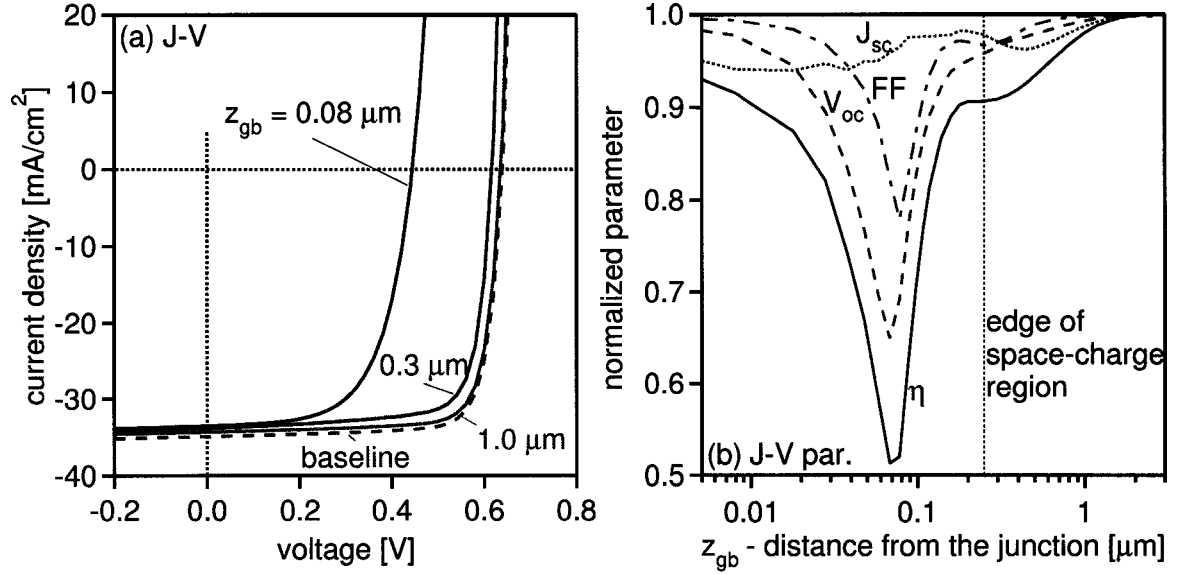 (a) J-V
z_gb = 0.08 µm
0.3 µm
1.0 µm
baseline
20
10
0
-10
-20
-30
-40
current density [mA/cm²]
-0.2 0.0 0.2 0.4 0.6 0.8
voltage [V]
1.0
0.9
0.8
0.7
0.6
0.5
normalized parameter
J_sc
FF
V_oc
η
edge of
space-charge
region
(b) J-V par.
0.01 0.1 1
z_gb - distance from the junction [µm]